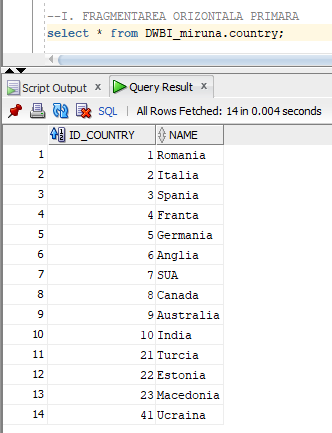 --I. FRAGMENTAREA ORIZONTALA PRIMARA
select * from DWBI_miruna.country;
Script Output x Query Result x
SQL | All Rows Fetched: 14 in 0.004 seconds
ID_COUNTRY NAME
1 1 Romania
2 2 Italia
3 3 Spania
4 4 Franta
5 5 Germania
6 6 Anglia
7 7 SUA
8 8 Canada
9 9 Australia
10 10 India
11 21 Turcia
12 22 Estonia
13 23 Macedonia
14 41 Ucraina